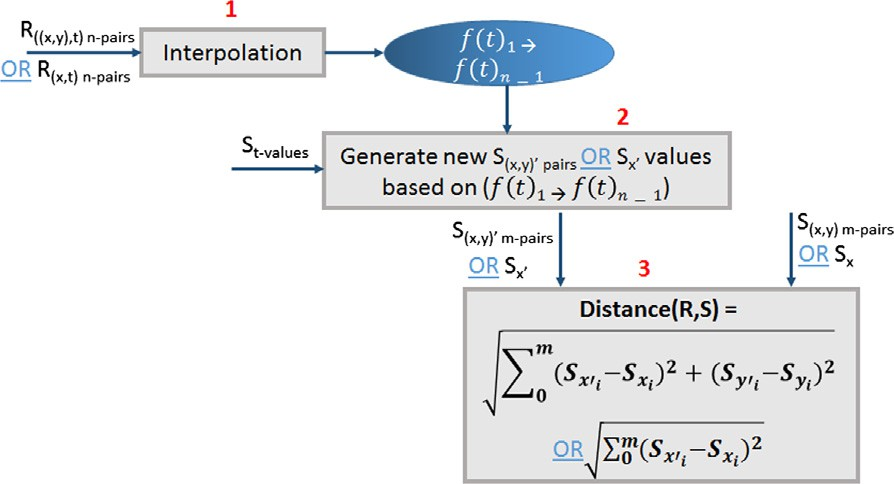 1
R((x,y),t) n-pairs
OR R(x,t) n-pairs
Interpolation
f(t)1 →
f(t)n − 1
2
St-values
Generate new S(x,y)′ pairs OR Sx′ values
based on (f(t)1 → f(t)n − 1)
S(x,y)′ m-pairs
OR Sx′
S(x,y) m-pairs
OR Sx
3
Distance(R,S) =
√∑0m(Sx′i−Sxi)2 + (Sy′i−Syi)2
OR √∑0m(Sx′i−Sxi)2